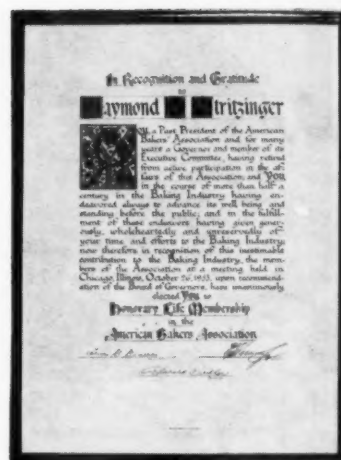 In Recognition and Gratitude
to
Raymond K Stritzinger
You, a Past President of the American
Bakers' Association and for many
years a Governor and member of its
Executive Committee, having retired
from active participation in the af-
fairs of this Association; and You
in the course of more than half a
century in the Baking Industry having en-
deavored always to advance its well being and
standing before the public; and in the fulfill-
ment of these endeavors having given gener-
ously, wholeheartedly and unreservedly of
your time and efforts to the Baking Industry;
now therefore in recognition of this inestimable
contribution to the Baking Industry, the mem-
bers of the Association at a meeting held in
Chicago, Illinois, October 26, 1953, upon recommend-
ation of the Board of Governors, have unanimously
elected You to
Honorary Life Membership
in the
American Bakers Association